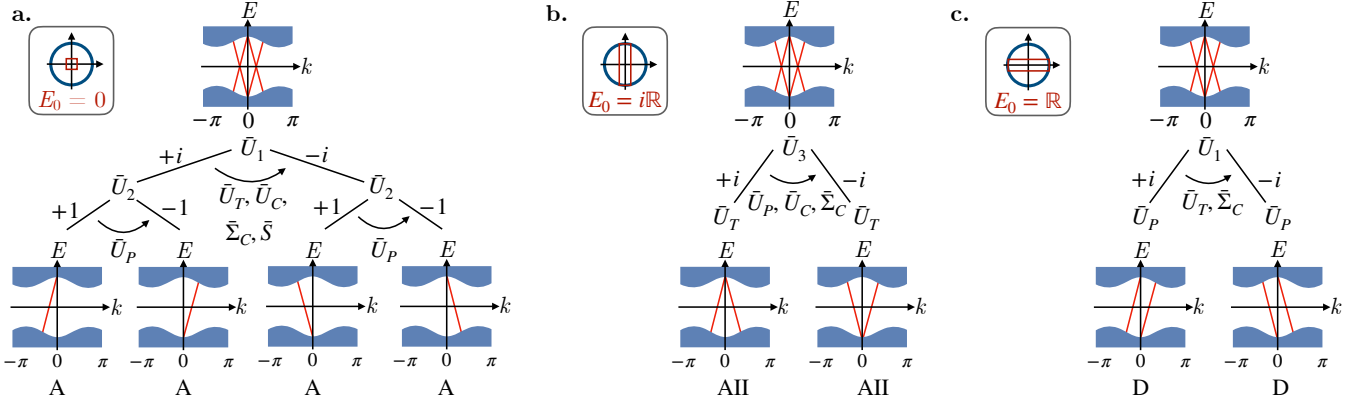 a.
E
k
E₀ = 0
−π 0 π
Ū₁
+i −i
Ū₂ Ū_T, Ū_C, Ū₂
+1 −1 Σ̄_C, S̄ +1 −1
Ū_P Ū_P
E E E E
k k k k
−π 0 π −π 0 π −π 0 π −π 0 π
A A A A
b.
E
k
E₀ = iℝ
−π 0 π
Ū₃
+i −i
Ū_P, Ū_C, Σ̄_C
Ū_T Ū_T
E E
k k
−π 0 π −π 0 π
AII AII
c.
E
k
E₀ = ℝ
−π 0 π
Ū₁
+i −i
Ū_T, Σ̄_C
Ū_P Ū_P
E E
k k
−π 0 π −π 0 π
D D